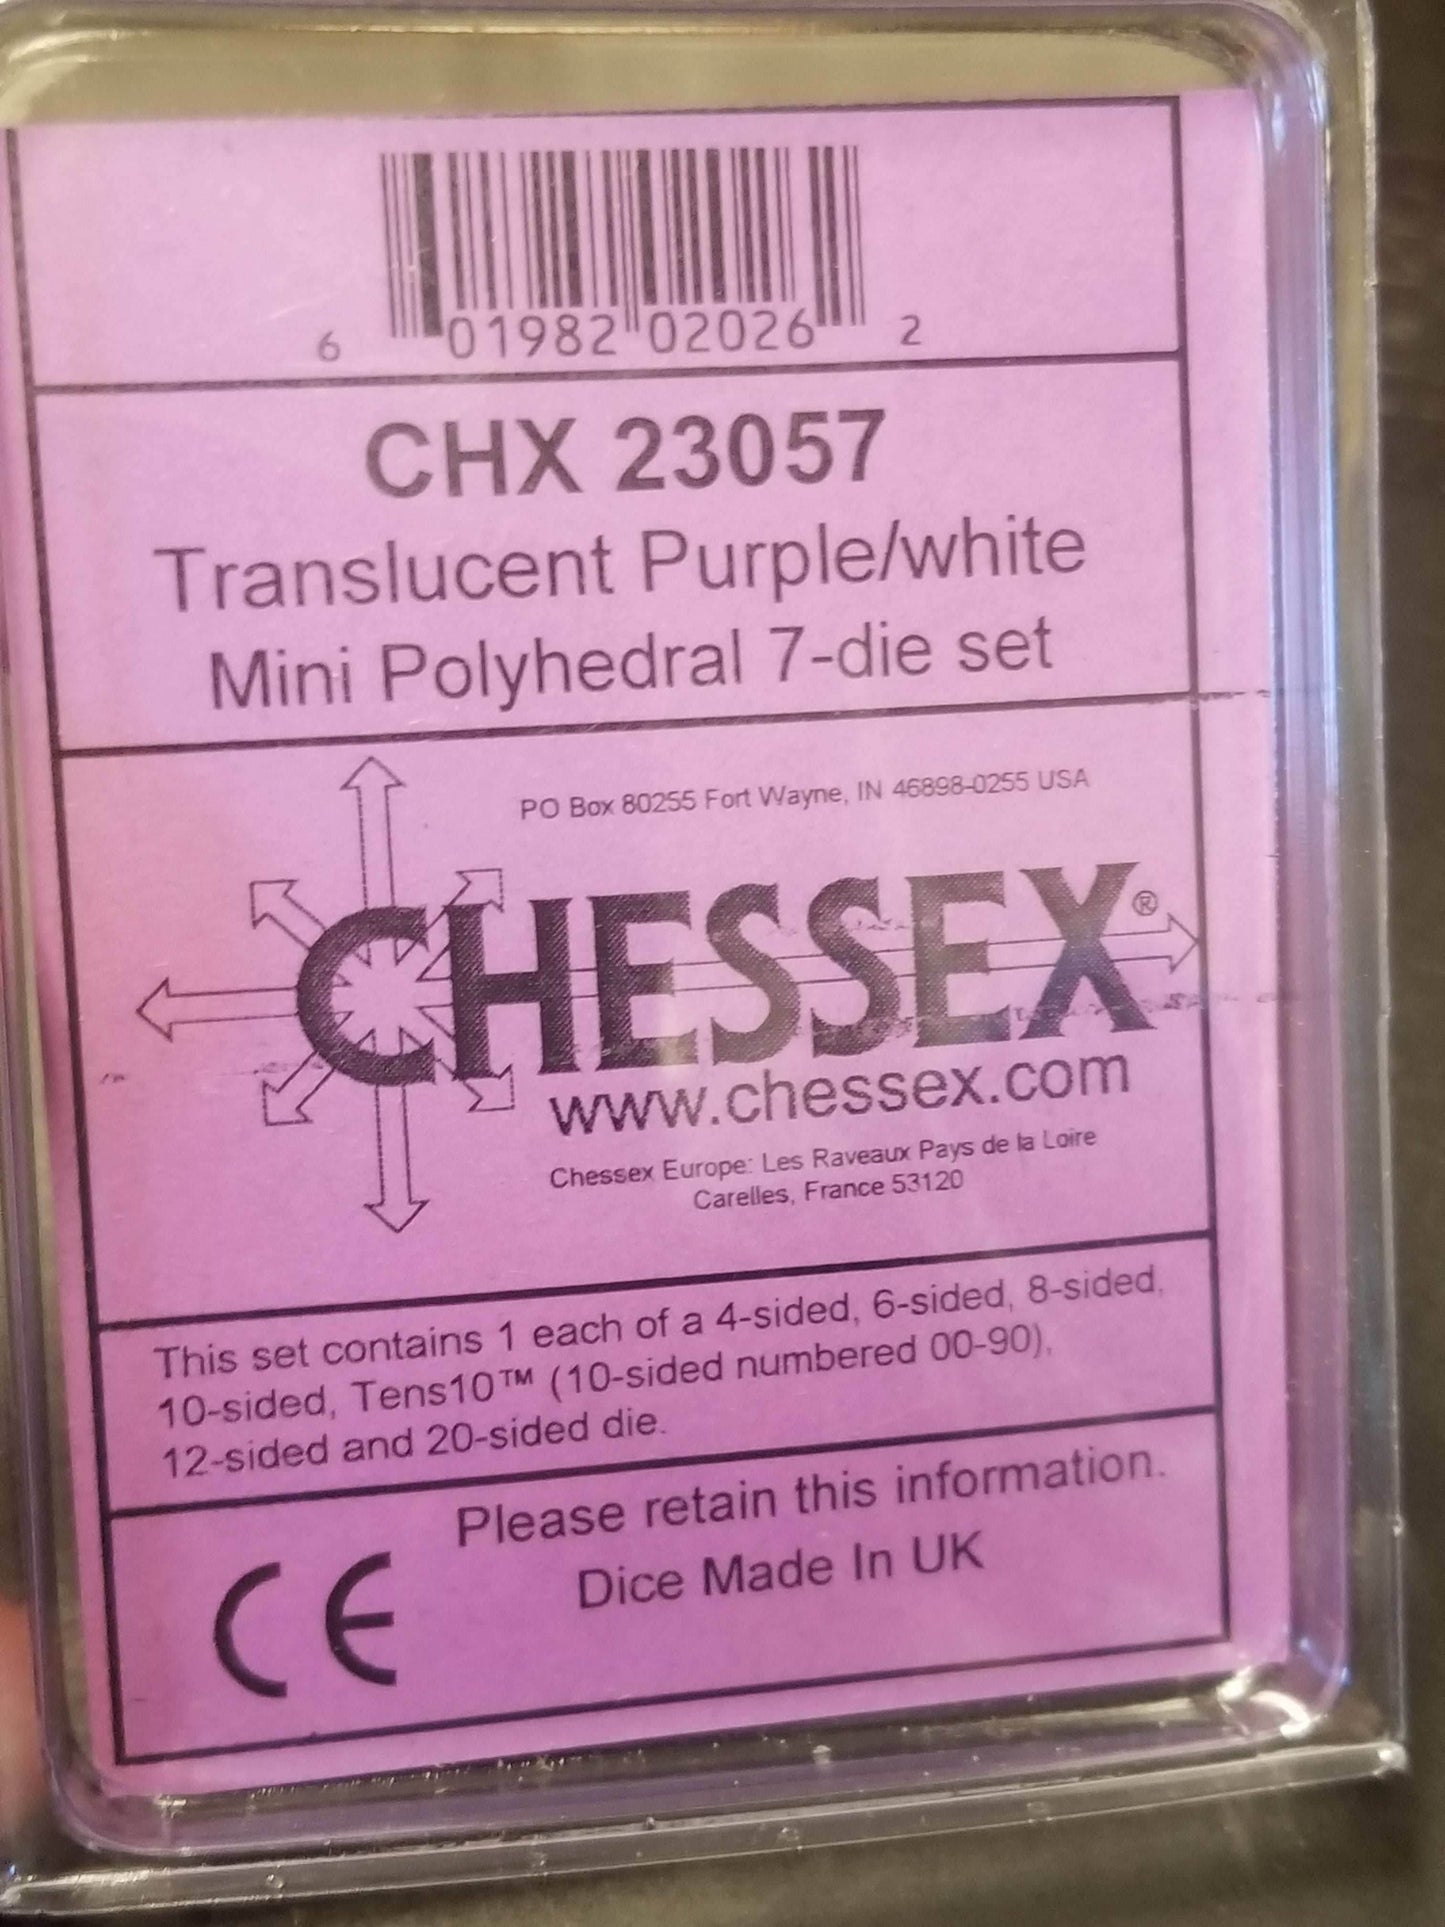 6 01982 02026 2
CHX 23057
Translucent Purple/white
Mini Polyhedral 7-die set
PO Box 80255 Fort Wayne, IN 46898-0255 USA
CHESSEX®
www.chessex.com
Chessex Europe: Les Raveaux Pays de la Loire
Carelles, France 53120
This set contains 1 each of a 4-sided, 6-sided, 8-sided,
10-sided, Tens10™ (10-sided numbered 00-90),
12-sided and 20-sided die.
Please retain this information.
CE Dice Made In UK